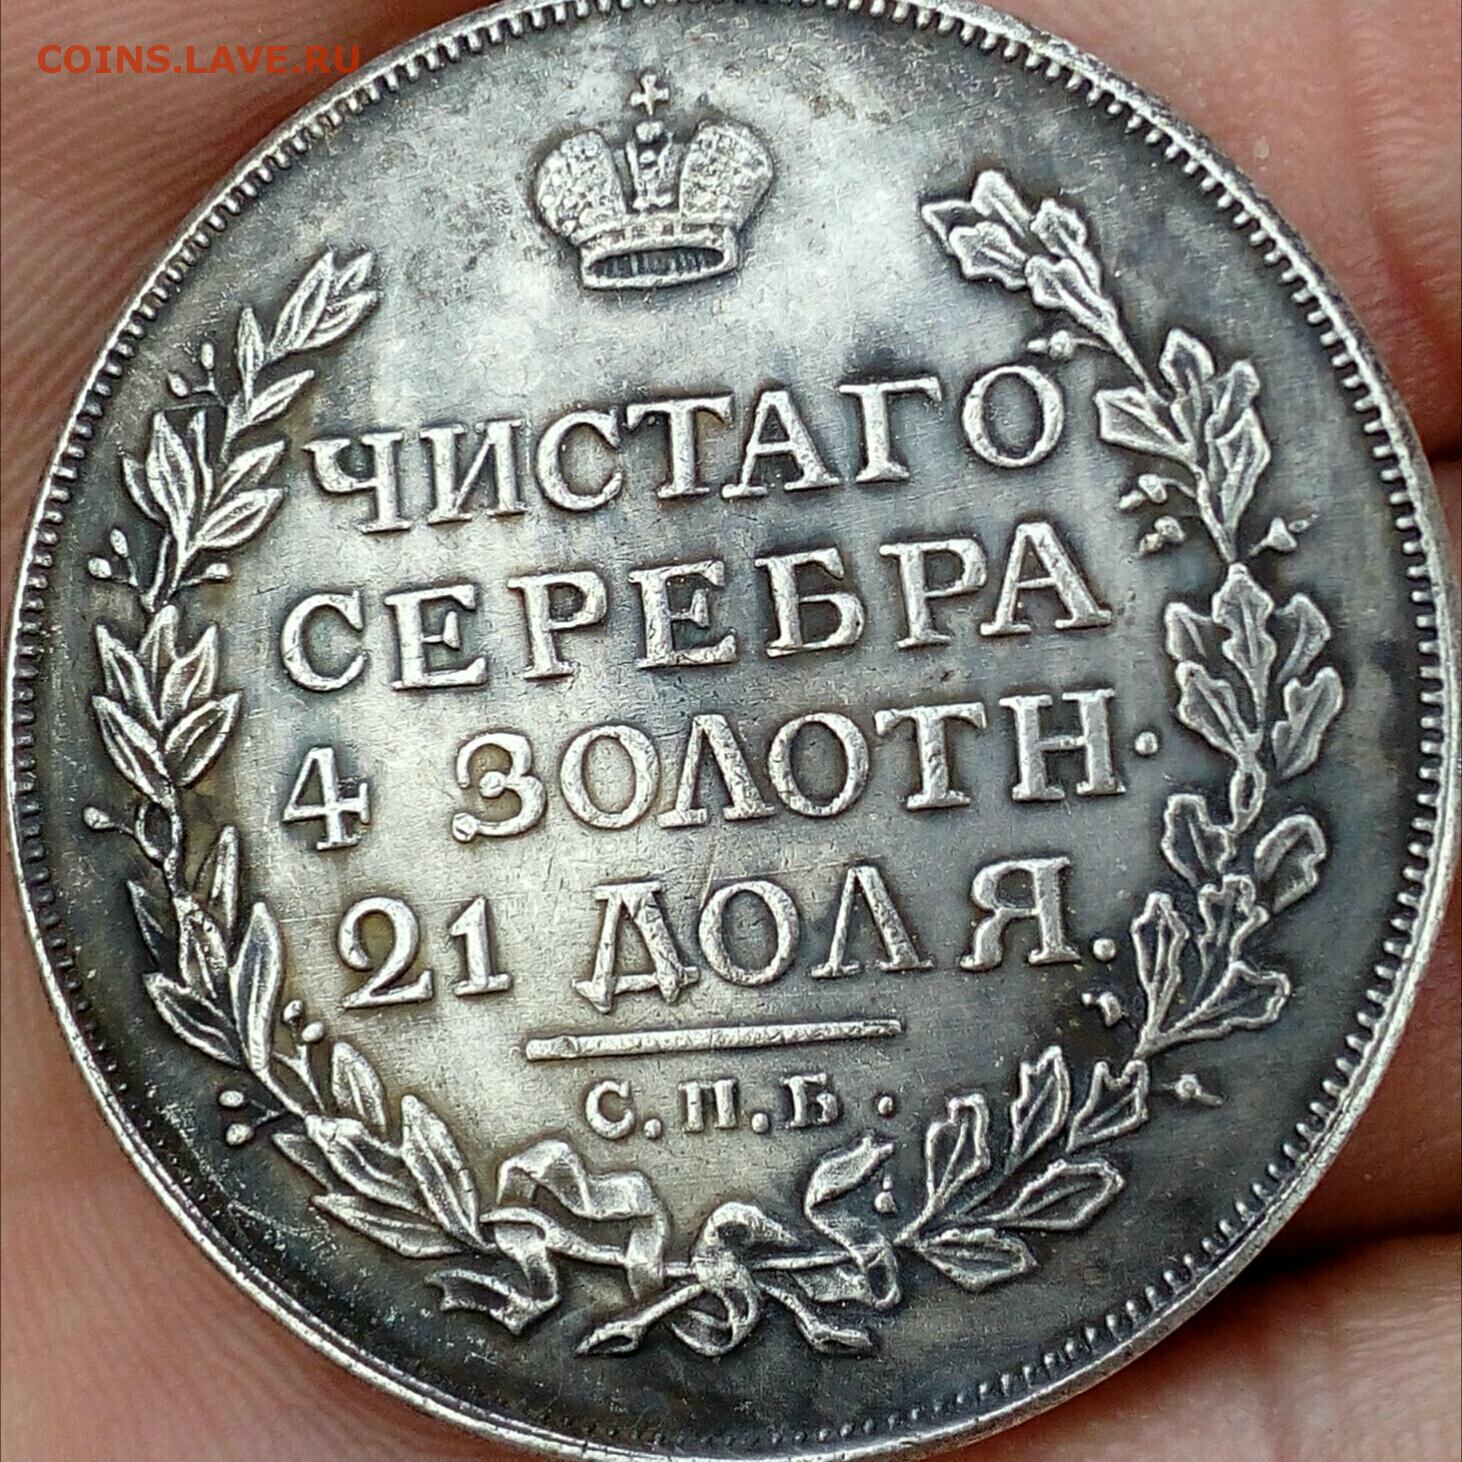 COINS.LAVE.RU
ЧИСТАГО
СЕРЕБРА
4 ЗОЛОТН.
21 ДОЛЯ.
С.П.Б.